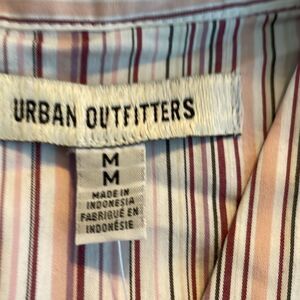 URBAN OUTFITTERS
M
M
MADE IN
INDONESIA
FABRIQUÉ EN
INDONÉSIE